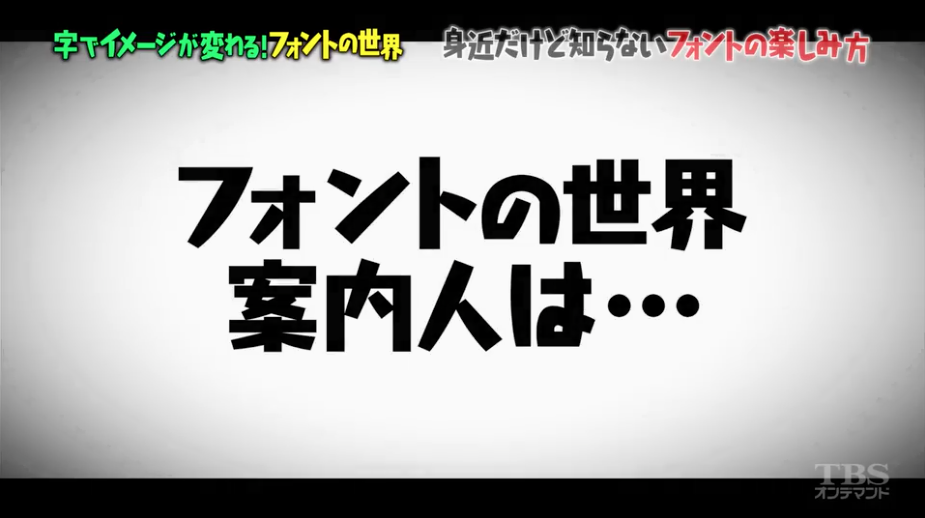 字でイメージが変わる!フォントの世界
身近だけど知らないフォントの楽しみ方
フォントの世界
案内人は…
TBS
オンデマンド